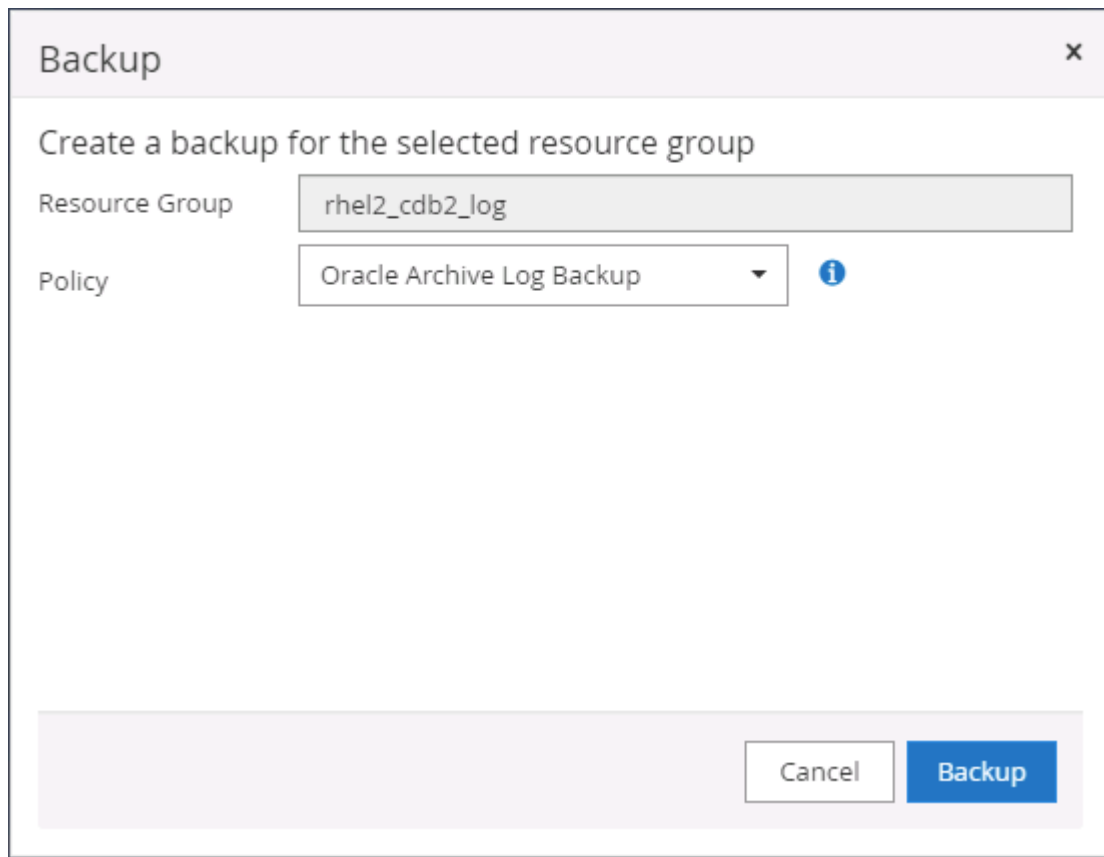 Backup
Create a backup for the selected resource group
Resource Group rhel2_cdb2_log
Policy Oracle Archive Log Backup
Cancel Backup